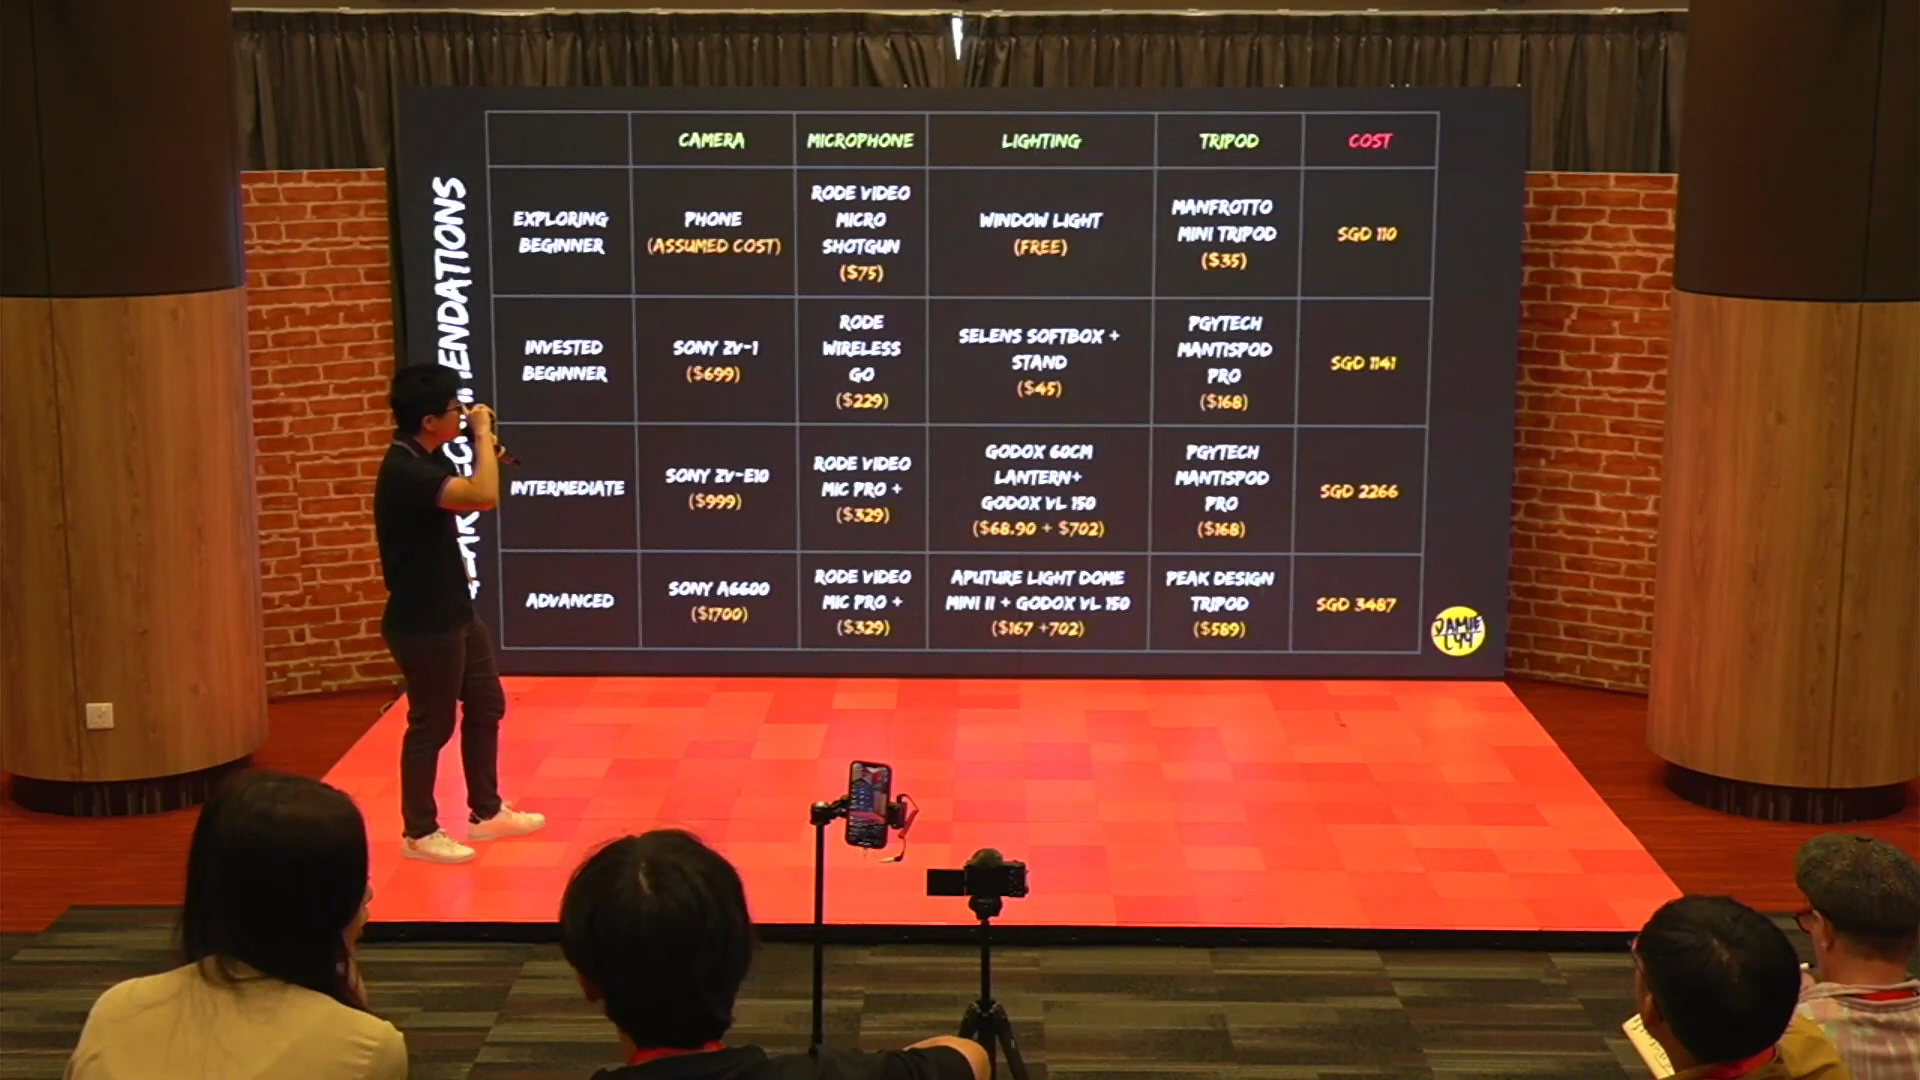 CAMERA
MICROPHONE
LIGHTING
TRIPOD
COST
EXPLORING
BEGINNER
PHONE
(ASSUMED COST)
RODE VIDEO
MICRO
SHOTGUN
($75)
WINDOW LIGHT
(FREE)
MANFROTTO
MINI TRIPOD
($35)
SGD 110
INVESTED
BEGINNER
SONY ZV-1
($699)
RODE
WIRELESS
GO
($229)
SELENS SOFTBOX +
STAND
($45)
PGYTECH
MANTISPOD
PRO
($168)
SGD 1141
INTERMEDIATE
SONY ZV-E10
($999)
RODE VIDEO
MIC PRO +
($329)
GODOX 60CM
LANTERN+
GODOX VL 150
($68.90 + $702)
PGYTECH
MANTISPOD
PRO
($168)
SGD 2266
ADVANCED
SONY A6600
($1700)
RODE VIDEO
MIC PRO +
($329)
APUTURE LIGHT DOME
MINI II + GODOX VL 150
($167 +702)
PEAK DESIGN
TRIPOD
($589)
SGD 3487
JAMIE